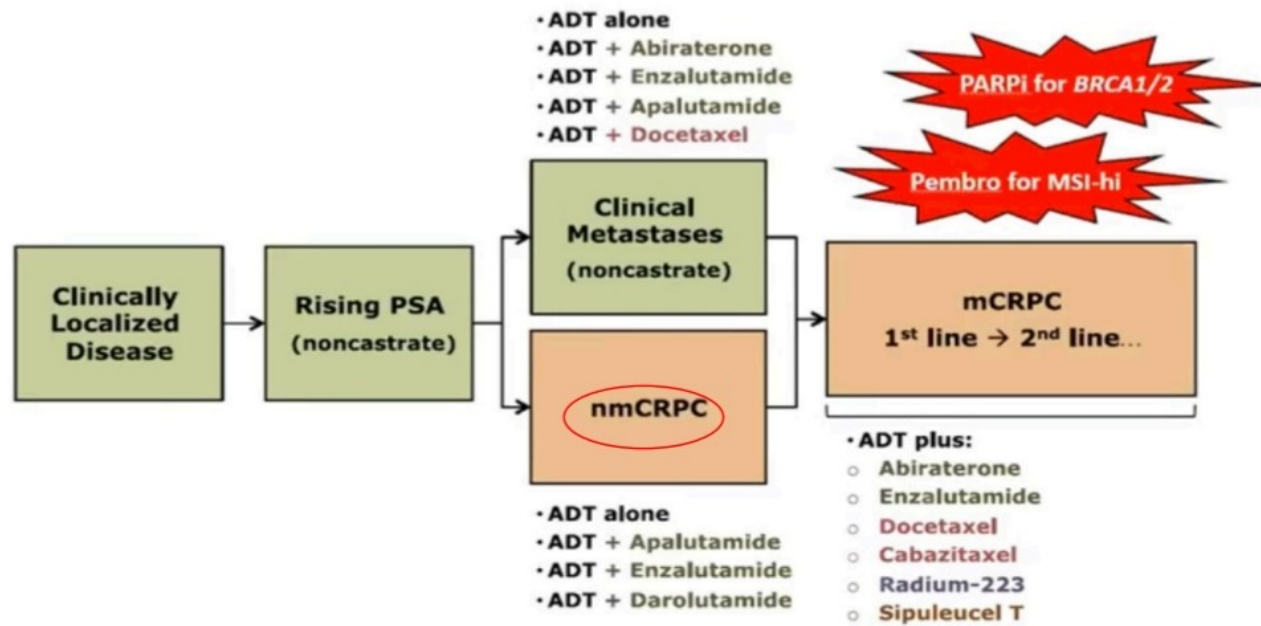 · ADT alone
· ADT + Abiraterone
· ADT + Enzalutamide
· ADT + Apalutamide
· ADT + Docetaxel
PARPi for BRCA1/2
Pembro for MSI-hi
Clinically
Localized
Disease
Rising PSA
(noncastrate)
Clinical
Metastases
(noncastrate)
nmCRPC
· ADT alone
· ADT + Apalutamide
· ADT + Enzalutamide
· ADT + Darolutamide
mCRPC
1st line → 2nd line...
· ADT plus:
○ Abiraterone
○ Enzalutamide
○ Docetaxel
○ Cabazitaxel
○ Radium-223
○ Sipuleucel T